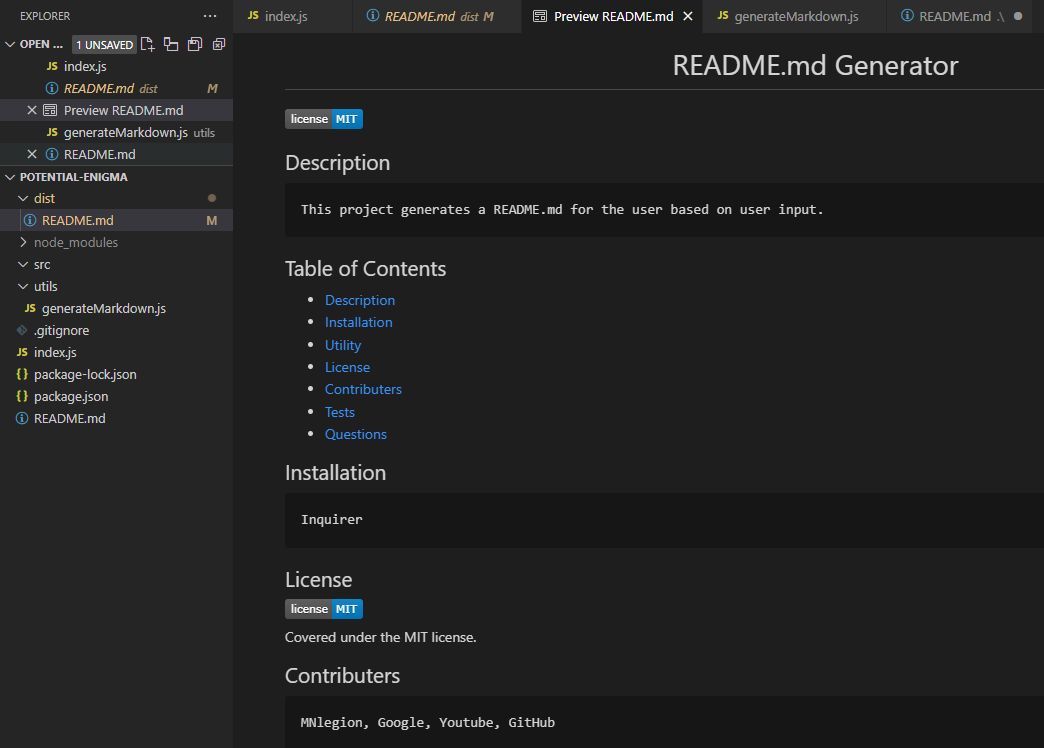 EXPLORER ···
OPEN ... 1 UNSAVED
JS index.js
README.md dist M
Preview README.md
JS generateMarkdown.js utils
README.md
POTENTIAL-ENIGMA
dist
README.md M
node_modules
src
utils
JS generateMarkdown.js
.gitignore
JS index.js
{} package-lock.json
{} package.json
README.md
JS index.js README.md dist M Preview README.md JS generateMarkdown.js README.md .\
README.md Generator
license MIT
Description
This project generates a README.md for the user based on user input.
Table of Contents
• Description
• Installation
• Utility
• License
• Contributers
• Tests
• Questions
Installation
Inquirer
License
license MIT
Covered under the MIT license.
Contributers
MNlegion, Google, Youtube, GitHub